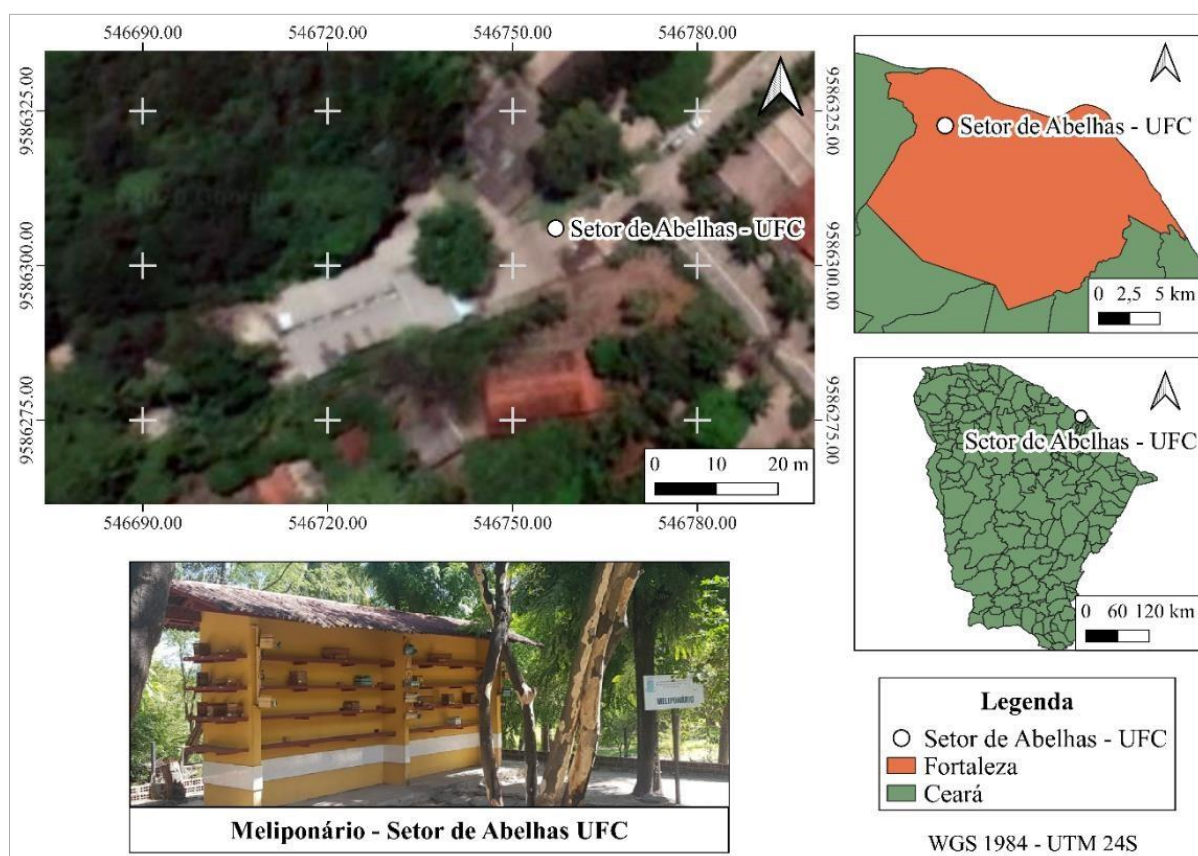 546690.00 546720.00 546750.00 546780.00
9586325.00
9586300.00
9586275.00
9586325.00
9586300.00
9586275.00
Setor de Abelhas - UFC
0 10 20 m
546690.00 546720.00 546750.00 546780.00
Setor de Abelhas - UFC
0 2,5 5 km
Setor de Abelhas - UFC
0 60 120 km
MELIPONÁRIO
Meliponário - Setor de Abelhas UFC
Legenda
Setor de Abelhas - UFC
Fortaleza
Ceará
WGS 1984 - UTM 24S